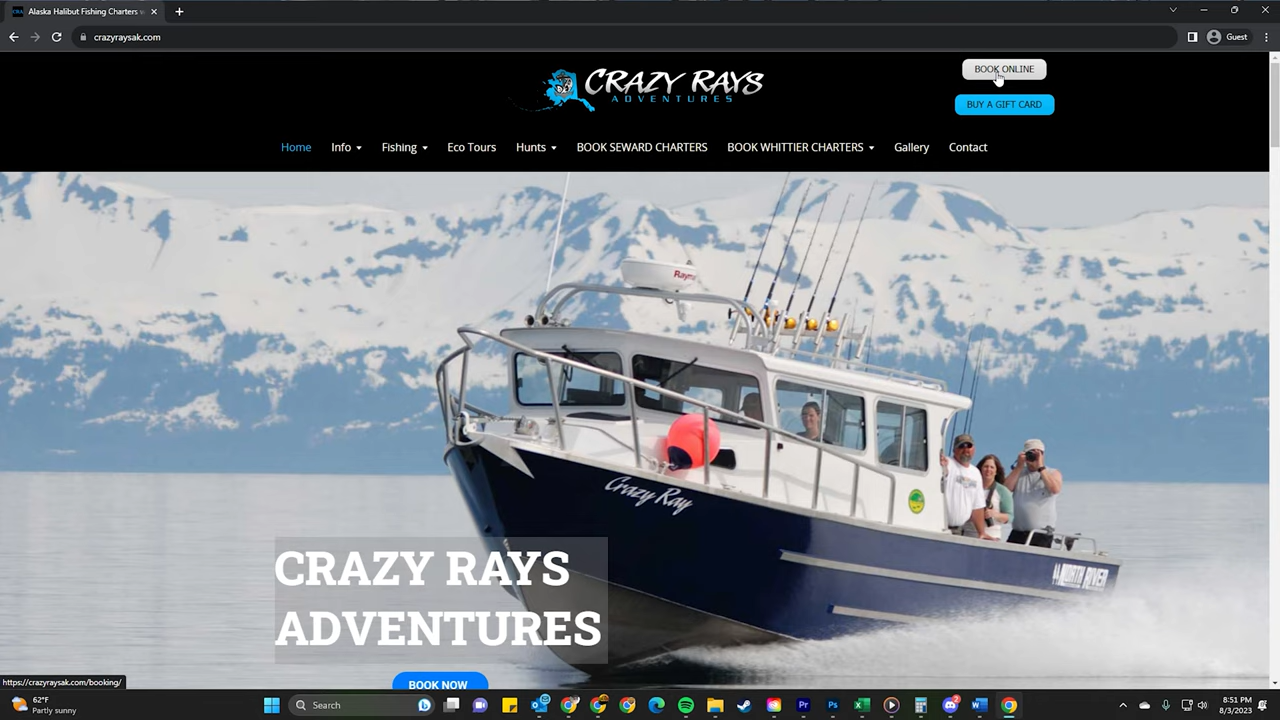 Alaska Halibut Fishing Charters
crazyraysak.com
Guest
CRAZY RAYS
ADVENTURES
BOOK ONLINE
BUY A GIFT CARD
Home
Info
Fishing
Eco Tours
Hunts
BOOK SEWARD CHARTERS
BOOK WHITTIER CHARTERS
Gallery
Contact
Crazy Ray
NORTH RIVER
CRAZY RAYS
ADVENTURES
BOOK NOW
https://crazyraysak.com/booking/
62°F
Partly sunny
Search
8:51 PM
8/3/2023